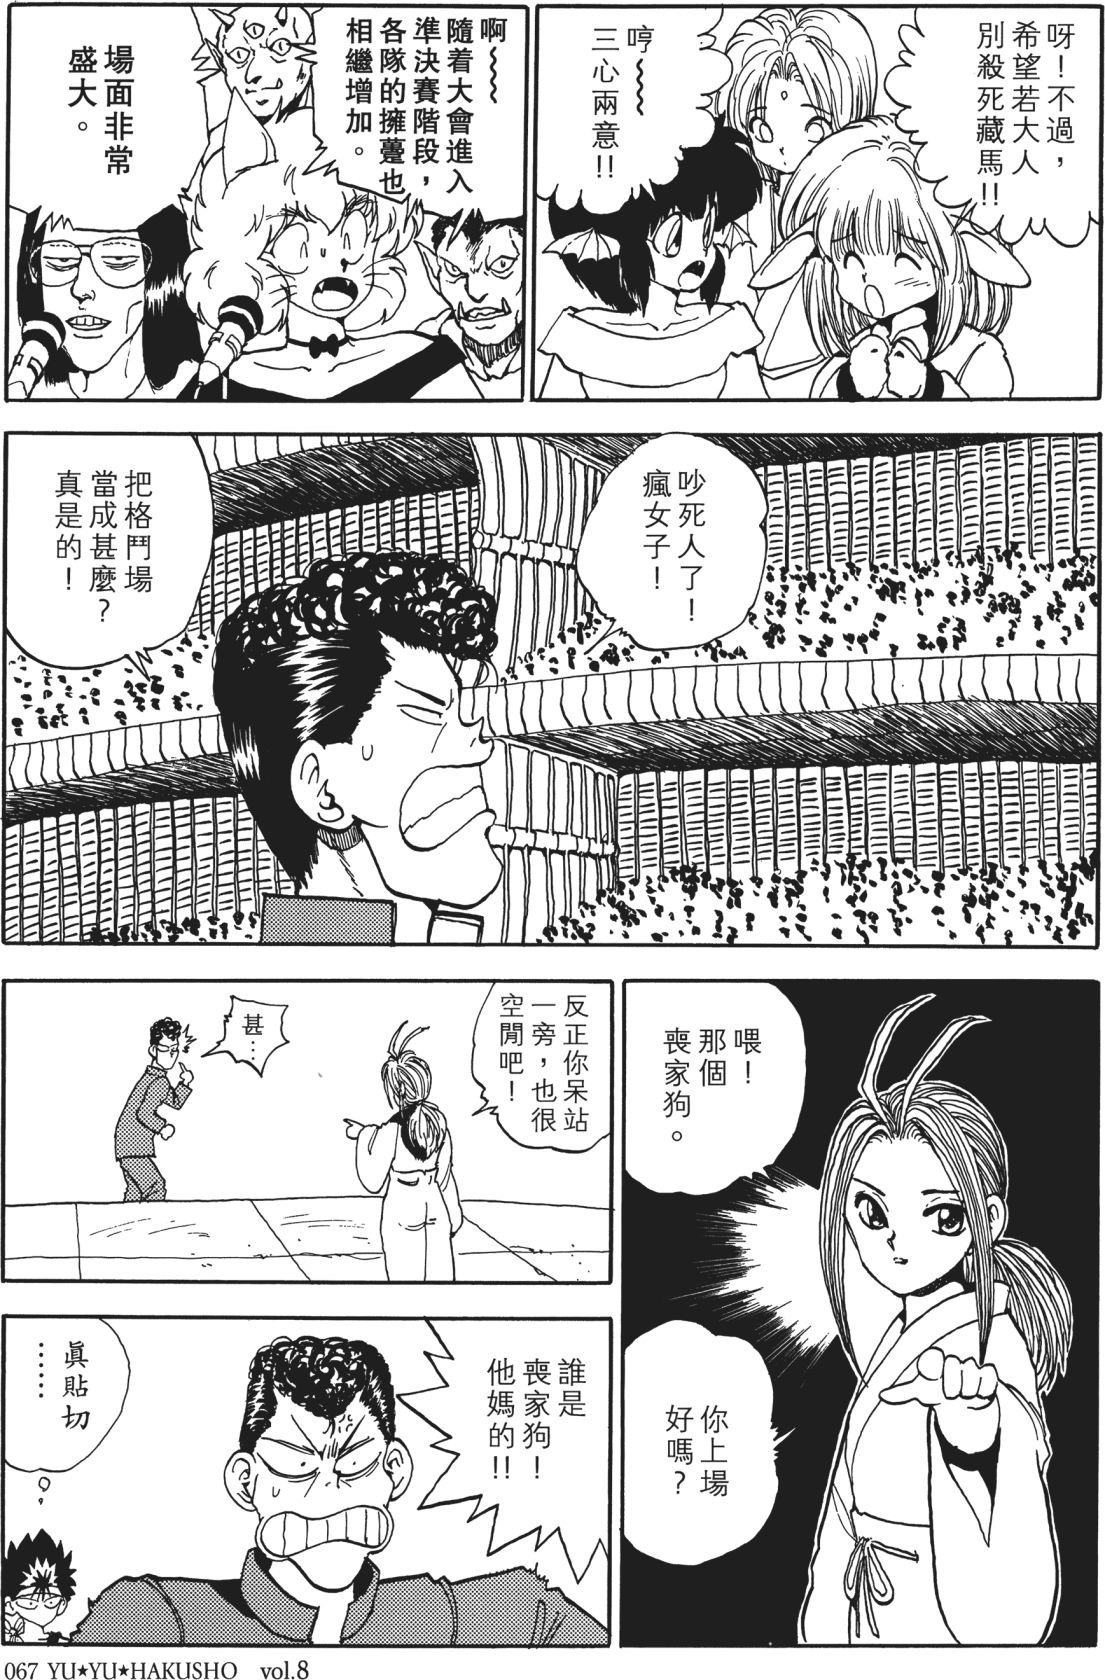 呀！不過，
希望若大人
別殺死藏馬!!
哼~~~
三心兩意!!
啊~~~
隨着大會進入
準決賽階段，
各隊的擁躉也
相繼增加。
場面非常
盛大。
吵死人了！
瘋女子！
把格鬥場
當成甚麼？
真是的！
喂！
那個
喪家狗。
你上場
好嗎？
反正你呆站
一旁，也很
空閒吧！
甚…
誰是
喪家狗！
他媽的!!
眞貼切
……
067 YU★YU★HAKUSHO vol.8